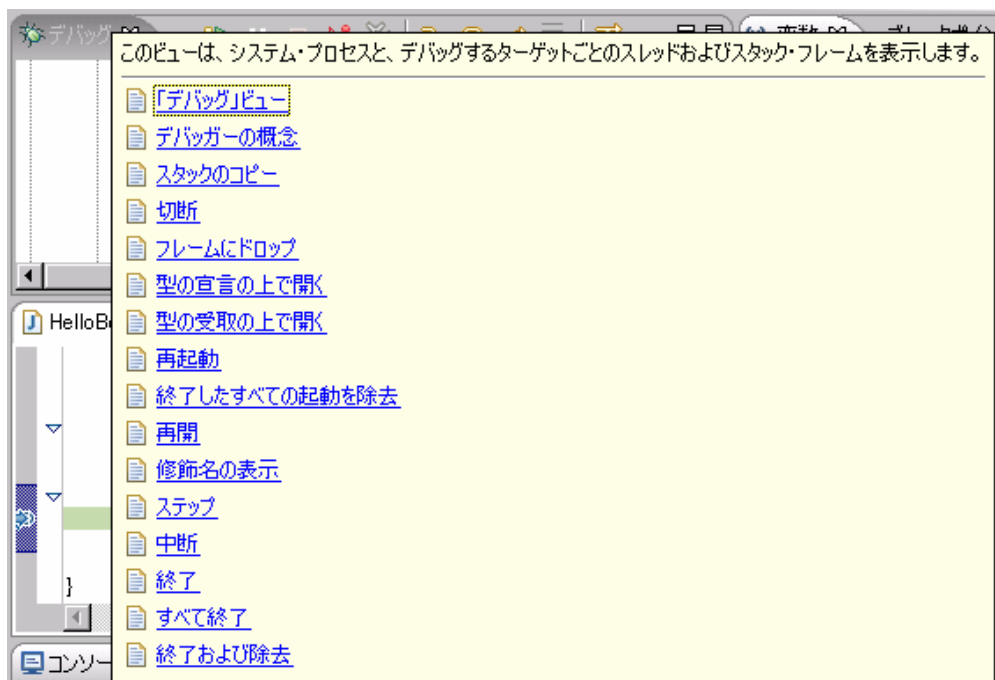 デバッグ
変数
このビューは、システム・プロセスと、デバッグするターゲットごとのスレッドおよびスタック・フレームを表示します。
「デバッグ」ビュー
デバッガーの概念
スタックのコピー
切断
フレームにドロップ
型の宣言の上で開く
型の受取の上で開く
再起動
終了したすべての起動を除去
再開
修飾名の表示
ステップ
中断
終了
すべて終了
終了および除去
HelloB
}
コンソー